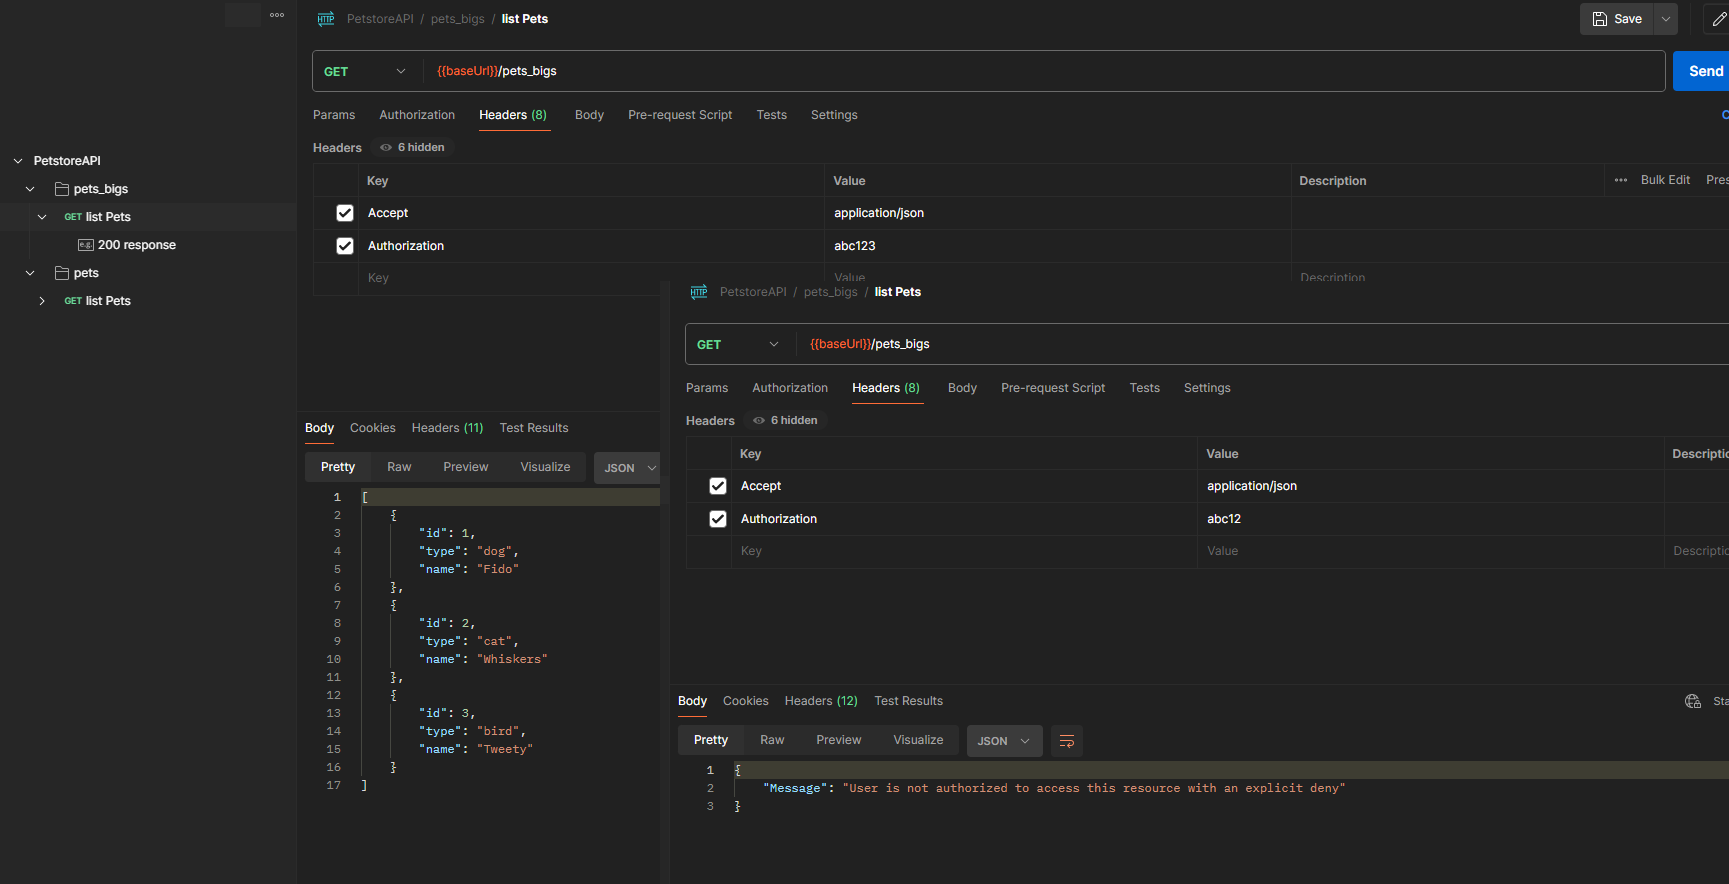 PetstoreAPI
pets_bigs
GET list Pets
e.g. 200 response
pets
GET list Pets
HTTP PetstoreAPI / pets_bigs / list Pets
Save
GET {{baseUrl}}/pets_bigs
Send
Params Authorization Headers (8) Body Pre-request Script Tests Settings
Headers 6 hidden
Key Value Description Bulk Edit Pres
Accept application/json
Authorization abc123
Key Value Description
Body Cookies Headers (11) Test Results
Pretty Raw Preview Visualize JSON
1 [
2 {
3 "id": 1,
4 "type": "dog",
5 "name": "Fido"
6 },
7 {
8 "id": 2,
9 "type": "cat",
10 "name": "Whiskers"
11 },
12 {
13 "id": 3,
14 "type": "bird",
15 "name": "Tweety"
16 }
17 ]
HTTP PetstoreAPI / pets_bigs / list Pets
GET {{baseUrl}}/pets_bigs
Params Authorization Headers (8) Body Pre-request Script Tests Settings
Headers 6 hidden
Key Value Descriptio
Accept application/json
Authorization abc12
Key Value Descriptio
Body Cookies Headers (12) Test Results Sta
Pretty Raw Preview Visualize JSON
1 {
2 "Message": "User is not authorized to access this resource with an explicit deny"
3 }